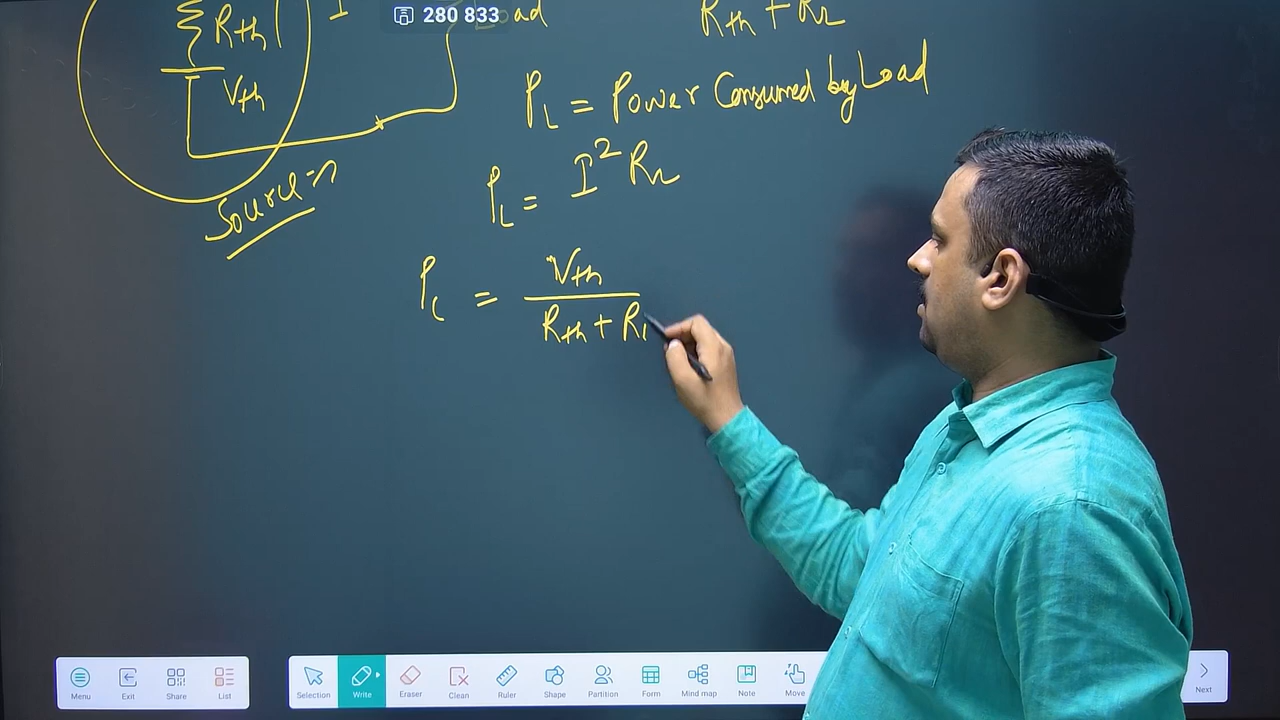 280 833
Rth I Load Rth + RL
Vth
PL = Power Consumed by Load
PL = I² RL
Source
PL = Vth / Rth + RL
Menu Exit Share List Selection Write Eraser Clean Ruler Shape Partition Form Mind map Note Move Next